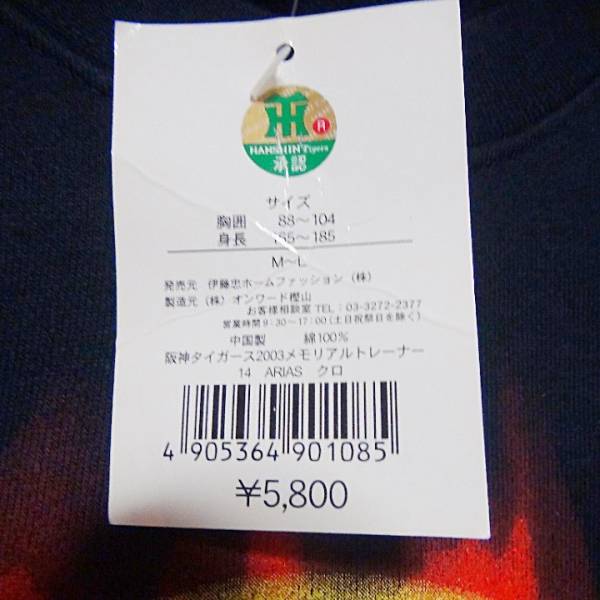 HANSHIN Tigers
承認
サイズ
胸囲 88～104
身長 155～185
M～L
発売元 伊藤忠ホームファッション（株）
製造元（株）オンワード樫山
お客様相談室 TEL：03-3272-2377
営業時間9：30～17：00（土日祝祭日を除く）
中国製 綿100％
阪神タイガース2003メモリアルトレーナー
14 ARIAS クロ
4 905364 901085
¥5,800